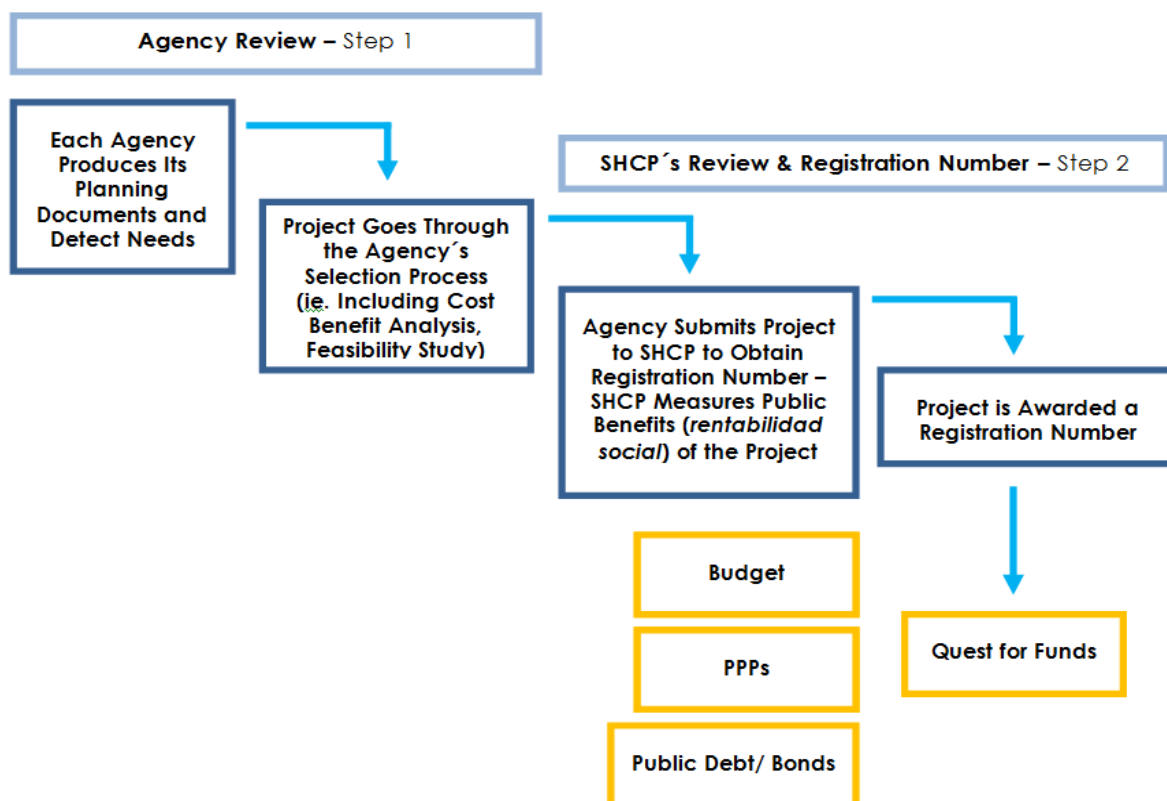 Agency Review – Step 1
Each Agency
Produces Its
Planning
Documents and
Detect Needs
SHCP´s Review & Registration Number – Step 2
Project Goes Through
the Agency´s
Selection Process
(ie. Including Cost
Benefit Analysis,
Feasibility Study)
Agency Submits Project
to SHCP to Obtain
Registration Number –
SHCP Measures Public
Benefits (rentabilidad
social) of the Project
Project is Awarded a
Registration Number
Budget
PPPs
Public Debt/ Bonds
Quest for Funds